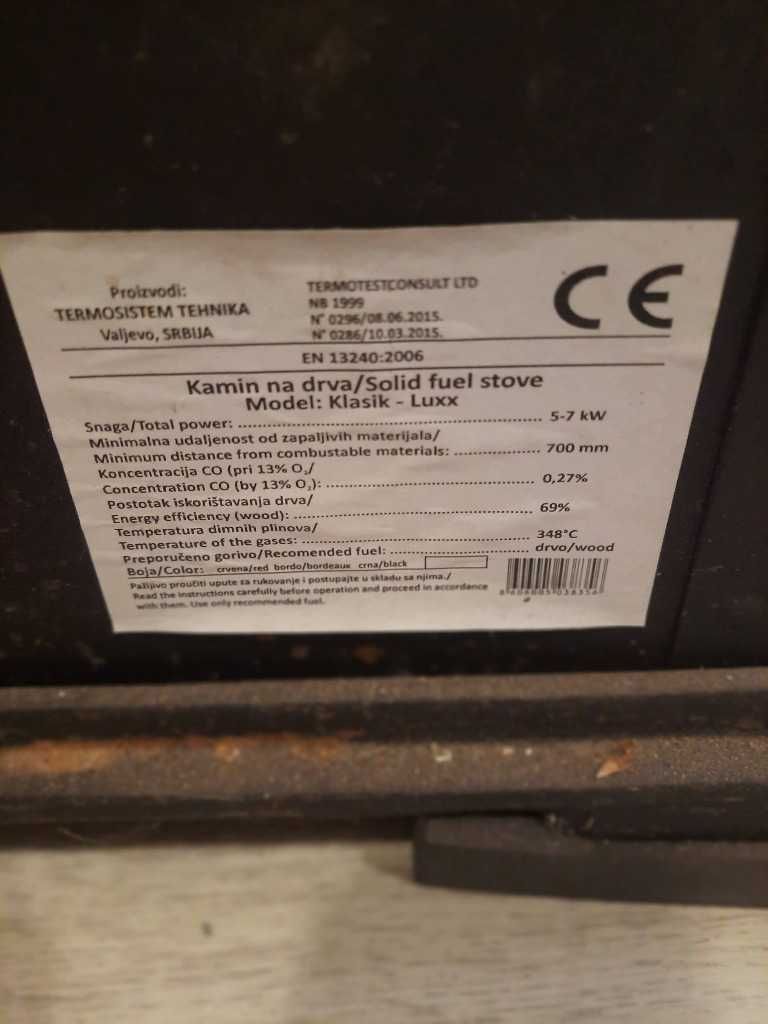 Proizvodi:
TERMOSISTEM TEHNIKA
Valjevo, SRBIJA
TERMOTESTCONSULT LTD
NB 1999
N° 0296/08.06.2015.
N° 0286/10.03.2015.
CE
EN 13240:2006
Kamin na drva/Solid fuel stove
Model: Klasik - Luxx
Snaga/Total power: ........................ 5-7 kW
Minimalna udaljenost od zapaljivih materijala/
Minimum distance from combustable materials: ................ 700 mm
Koncentracija CO (pri 13% O₂/
Concentration CO (by 13% O₂): ........................ 0,27%
Postotak iskorištavanja drva/
Energy efficiency (wood): ........................ 69%
Temperatura dimnih plinova/
Temperature of the gases: ........................ 348°C
Preporučeno gorivo/Recomended fuel: ........................ drvo/wood
Boja/Color: crvena/red bordo/bordeaux crna/black
Pažljivo proučiti upute za rukovanje i postupajte u skladu sa njima./
Read the instructions carefully before operation and proceed in accordance
with them. Use only recommended fuel.
8606005038356